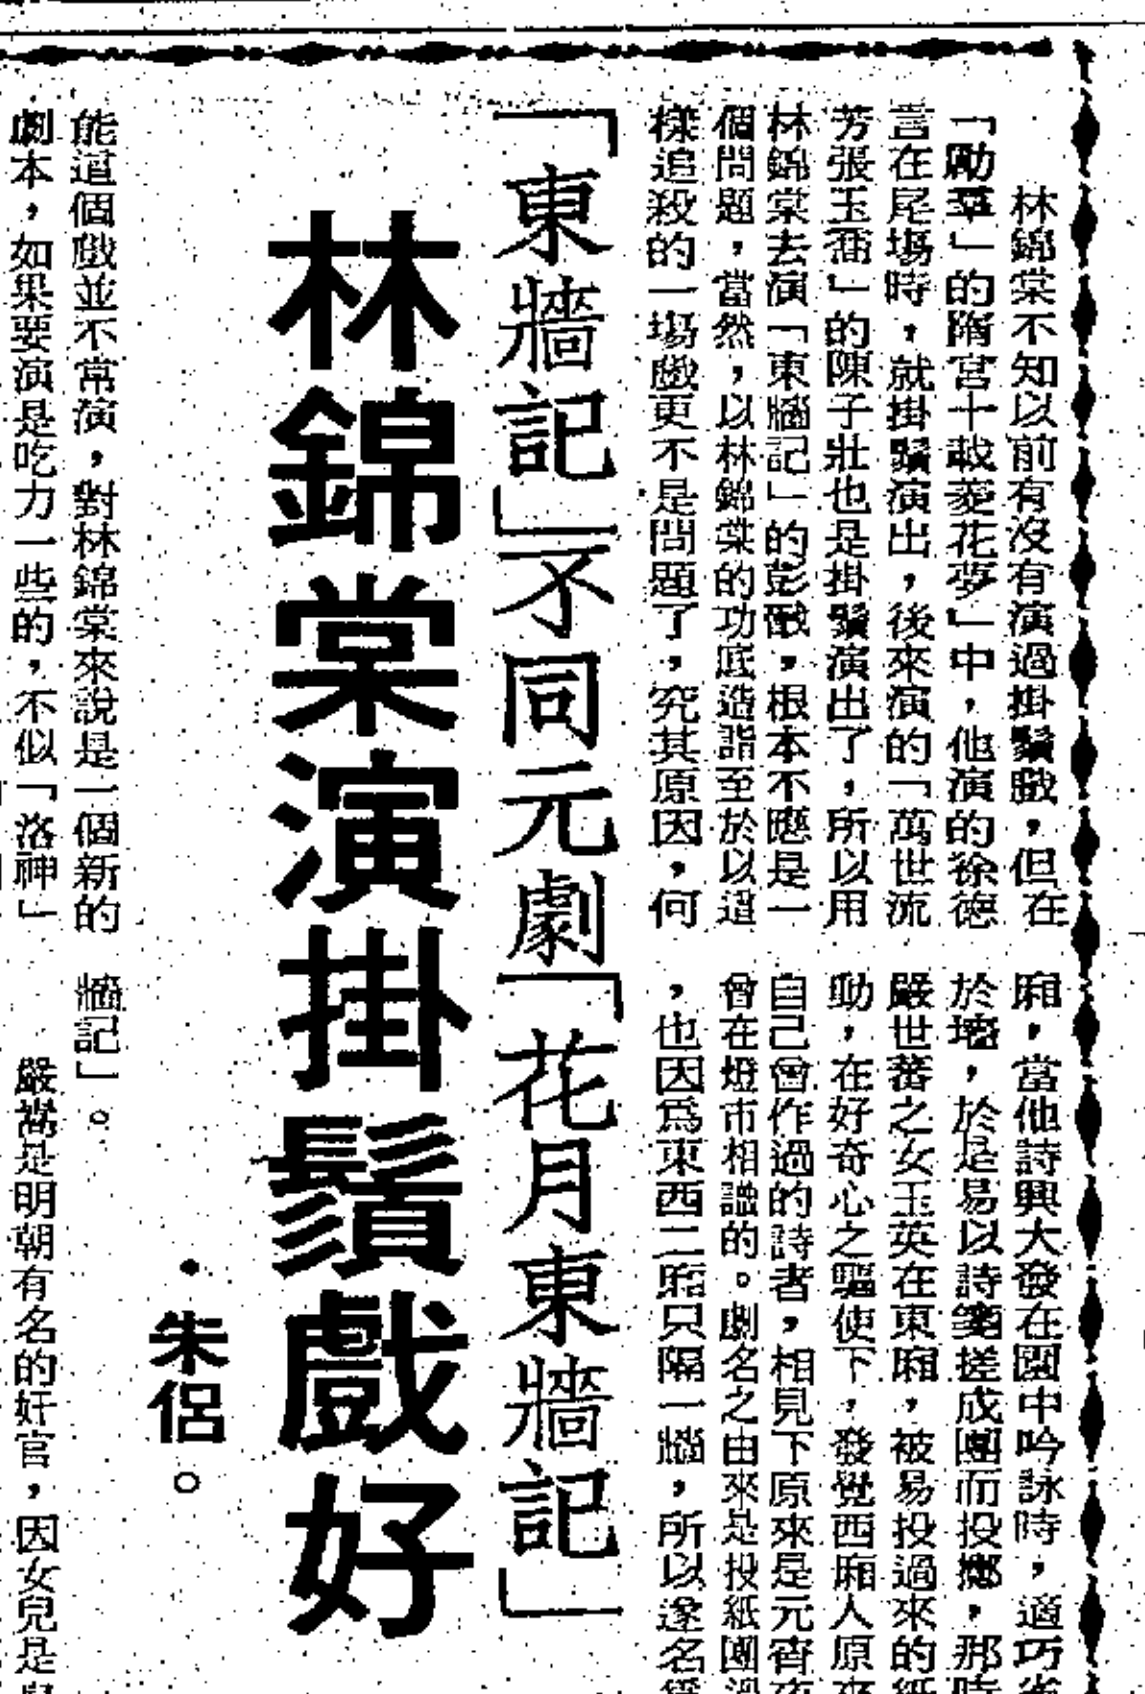 「東牆記」不同元劇「花月東牆記」
林錦棠演掛鬚戲好
·朱侶。
林錦棠不知以前有沒有演過掛鬚戲,但在
「勵羣」的隋宮十載菱花夢」中,他演的徐德
言在尾場時,就掛鬚演出,後來演的「萬世流
芳張玉喬」的陳子壯也是掛鬚演出了,所以用
林錦棠去演「東牆記」的彭猷,根本不應是一
個問題,當然,以林錦棠的功底造詣至於以這
樣追殺的一場戲更不是問題了,究其原因,何
能這個戲並不常演,對林錦棠來說是一個新的
劇本,如果要演是吃力一些的,不似「洛神」
廂,當他詩興大發在園中吟詠時,適巧
於墻,於是易以詩箋搓成團而投擲,那時
嚴世蕃之女玉英在東廂,被易投過來的紙
動,在好奇心之驅使下,發覺西廂人原來
自己曾作過的詩者,相見下原來是元宵夜
曾在燈市相識的。劇名之由來是投紙團過
,也因為東西二廂只隔一牆,所以遂名爲
牆記」。
嚴嵩是明朝有名的奸官,因女兒是